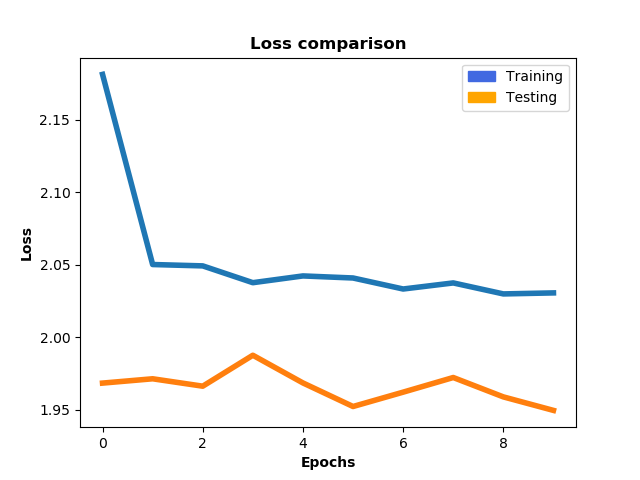 Loss comparison
Training
Testing
2.15
2.10
2.05
2.00
1.95
Loss
0 2 4 6 8
Epochs